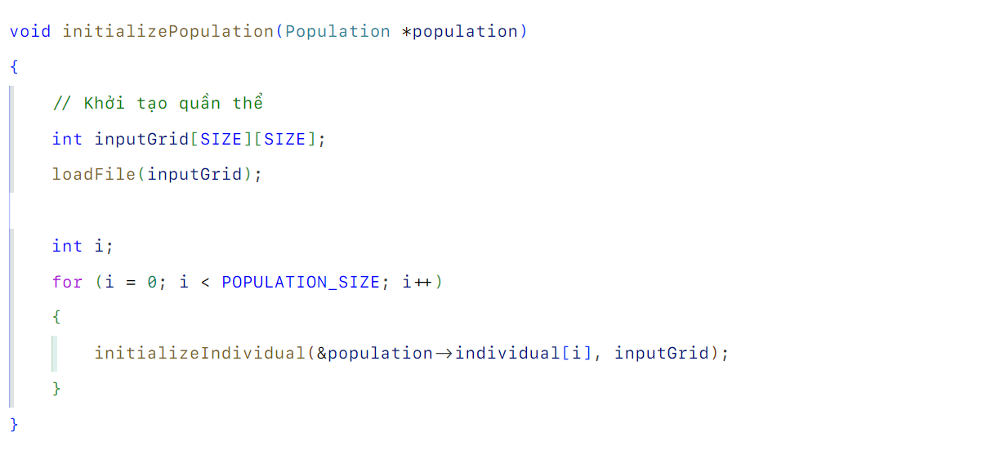 void initializePopulation(Population *population)
{
// Khởi tạo quần thể
int inputGrid[SIZE][SIZE];
loadFile(inputGrid);
int i;
for (i = 0; i < POPULATION_SIZE; i++)
{
initializeIndividual(&population->individual[i], inputGrid);
}
}